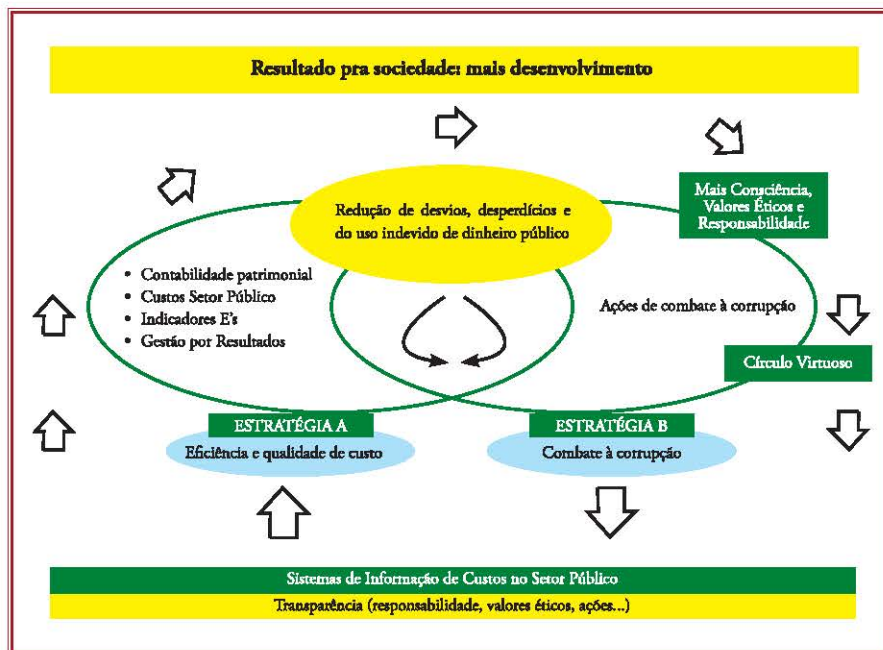 Resultado pra sociedade: mais desenvolvimento
Mais Consciência,
Valores Éticos e
Responsabilidade
Redução de desvios, desperdícios e
do uso indevido de dinheiro público
• Contabilidade patrimonial
• Custos Setor Público
• Indicadores E's
• Gestão por Resultados
Ações de combate à corrupção
Círculo Virtuoso
ESTRATÉGIA A
Eficiência e qualidade de custo
ESTRATÉGIA B
Combate à corrupção
Sistemas de Informação de Custos no Setor Público
Transparência (responsabilidade, valores éticos, ações...)